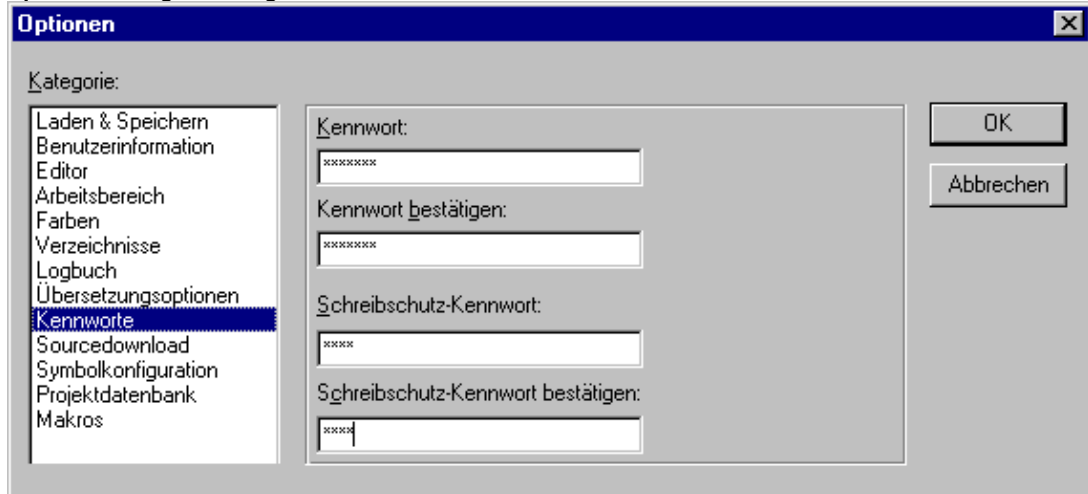 Optionen
Kategorie:
Laden & Speichern
Benutzerinformation
Editor
Arbeitsbereich
Farben
Verzeichnisse
Logbuch
Übersetzungsoptionen
Kennworte
Sourcedownload
Symbolkonfiguration
Projektdatenbank
Makros
Kennwort:
*******
Kennwort bestätigen:
*******
Schreibschutz-Kennwort:
****
Schreibschutz-Kennwort bestätigen:
****
OK
Abbrechen